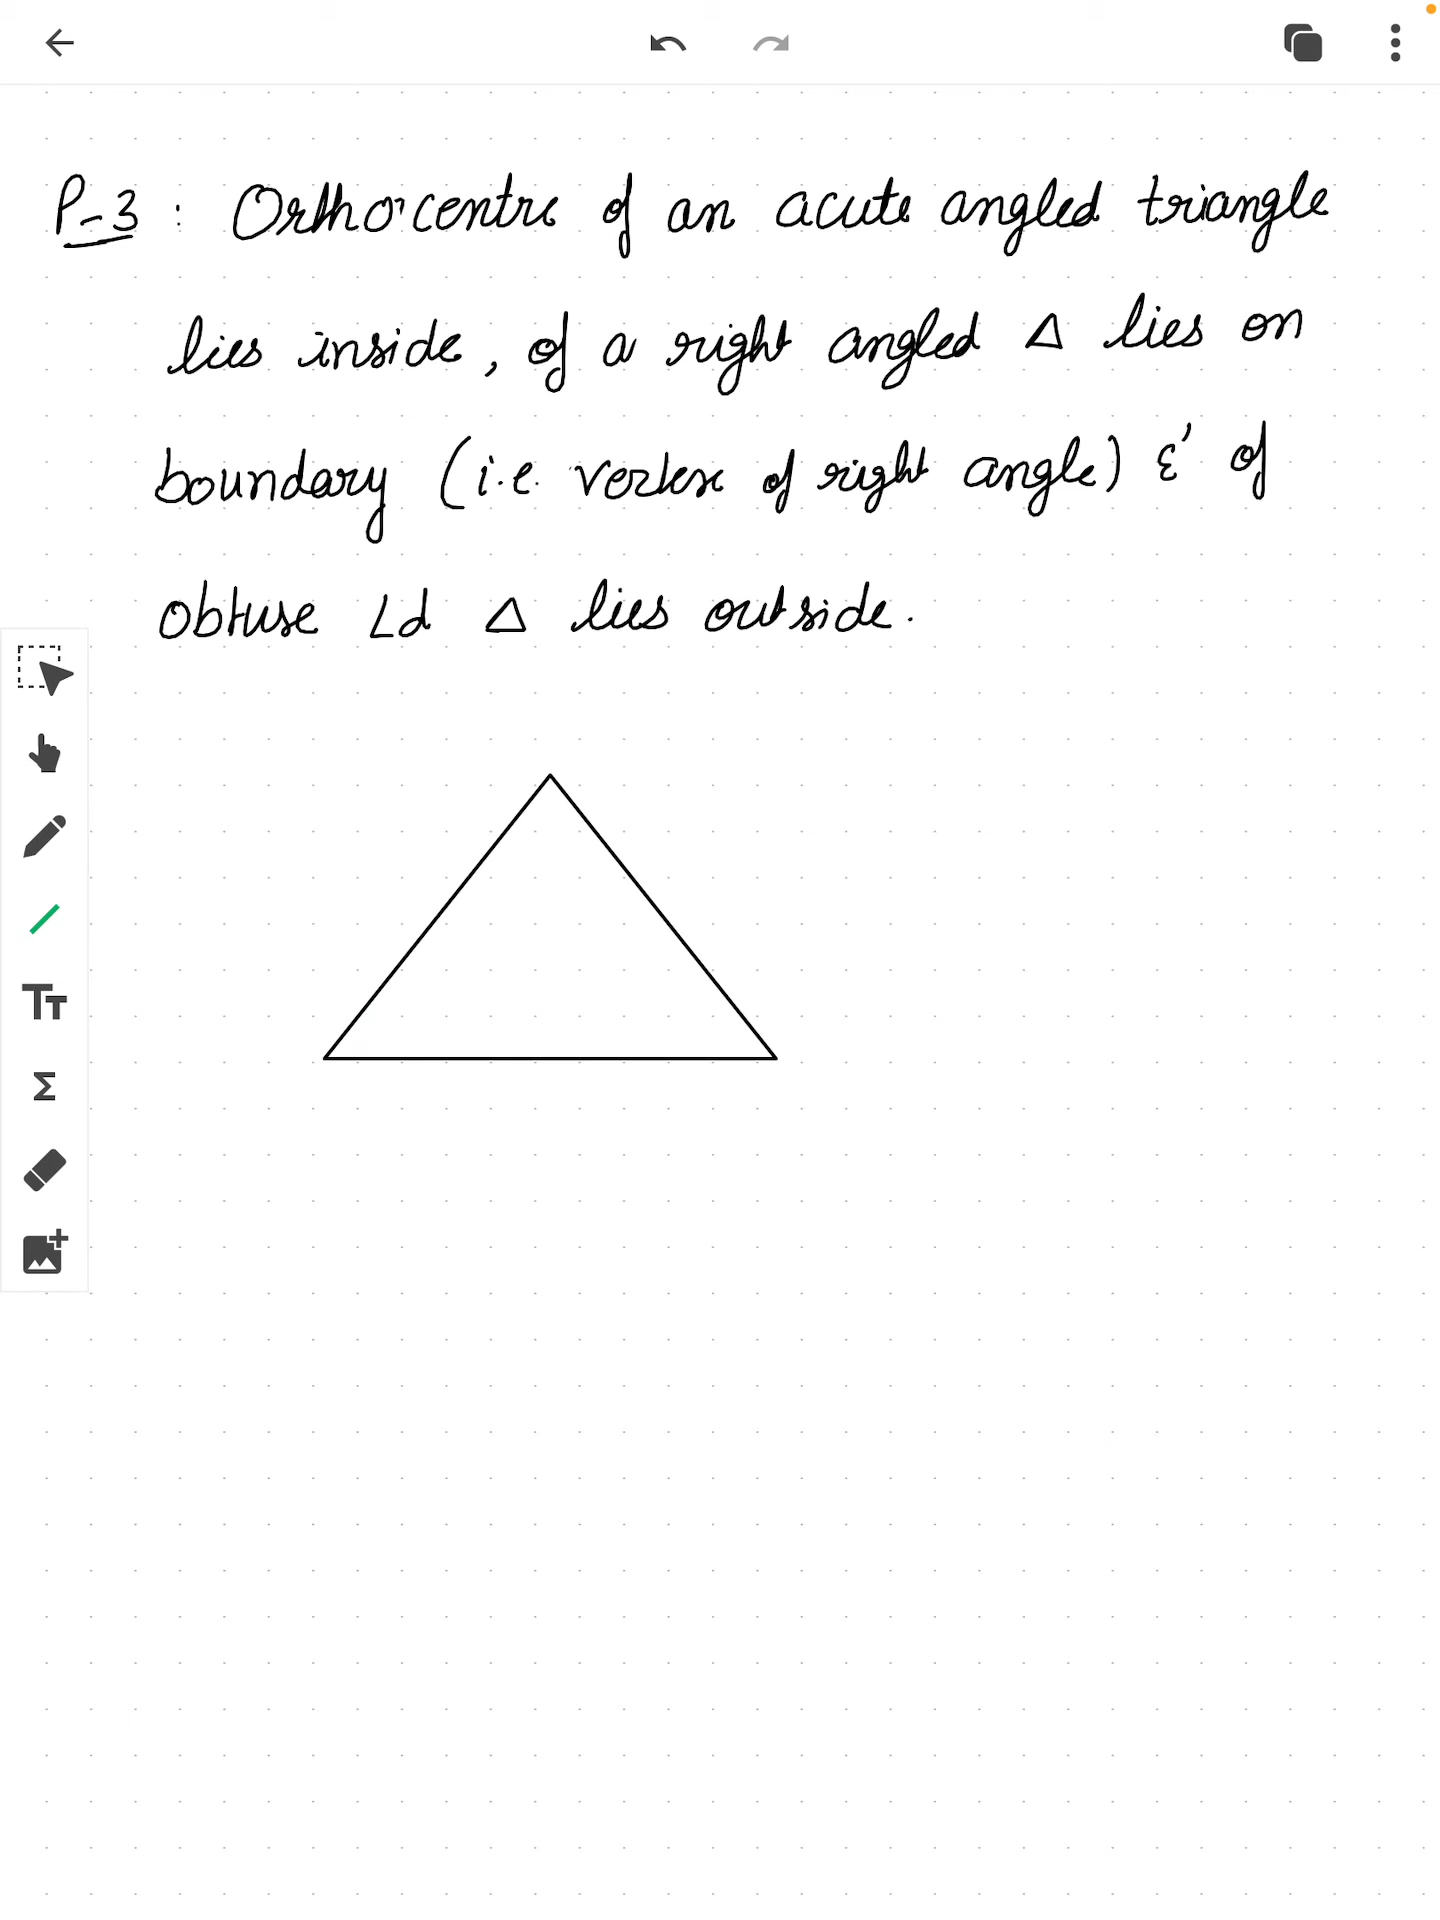 P-3 : Orthocentre of an acute angled triangle
lies inside, of a right angled Δ lies on
boundary (i.e. vertex of right angle) & of
obtuse ∠d Δ lies outside.
TT
Σ